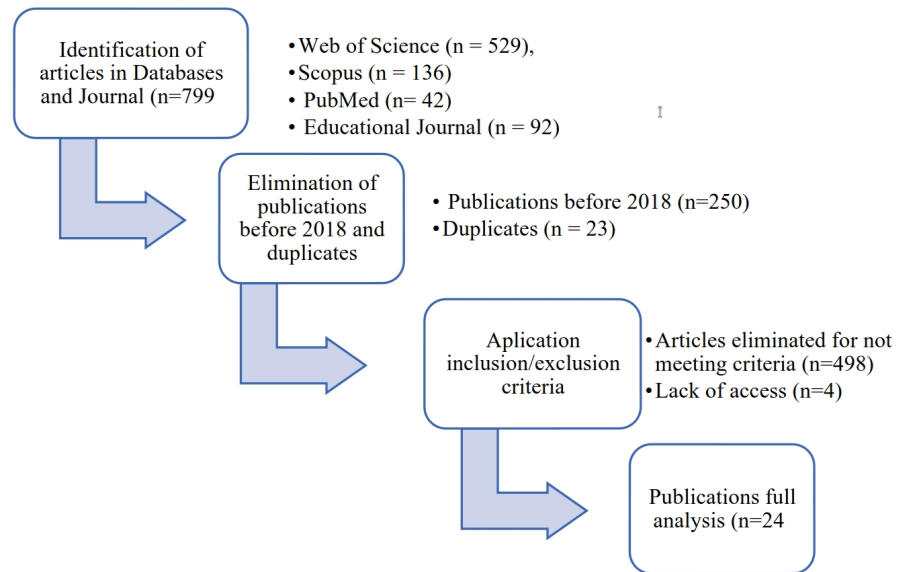 Identification of
articles in Databases
and Journal (n=799
• Web of Science (n = 529),
• Scopus (n = 136)
• PubMed (n= 42)
• Educational Journal (n = 92)
Elimination of
publications
before 2018 and
duplicates
• Publications before 2018 (n=250)
• Duplicates (n = 23)
Aplication
inclusion/exclusion
criteria
• Articles eliminated for not
meeting criteria (n=498)
• Lack of access (n=4)
Publications full
analysis (n=24